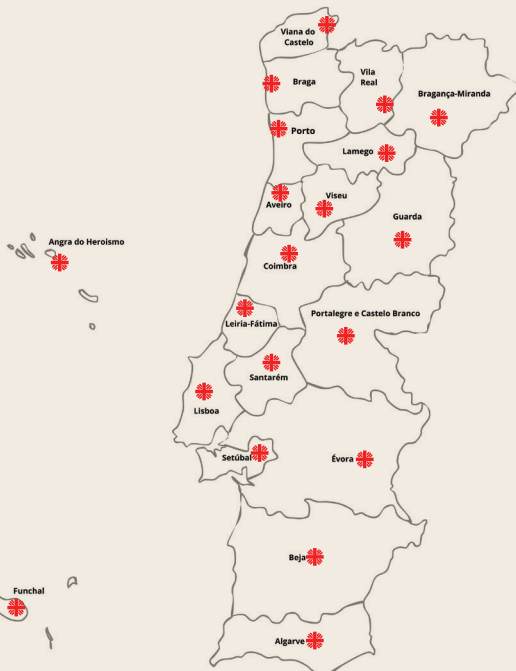 Viana do
Castelo
Braga
Vila
Real
Bragança-Miranda
Porto
Lamego
Aveiro
Viseu
Guarda
Angra do Heroismo
Coimbra
Leiria-Fátima
Portalegre e Castelo Branco
Santarém
Lisboa
Setúbal
Évora
Beja
Funchal
Algarve